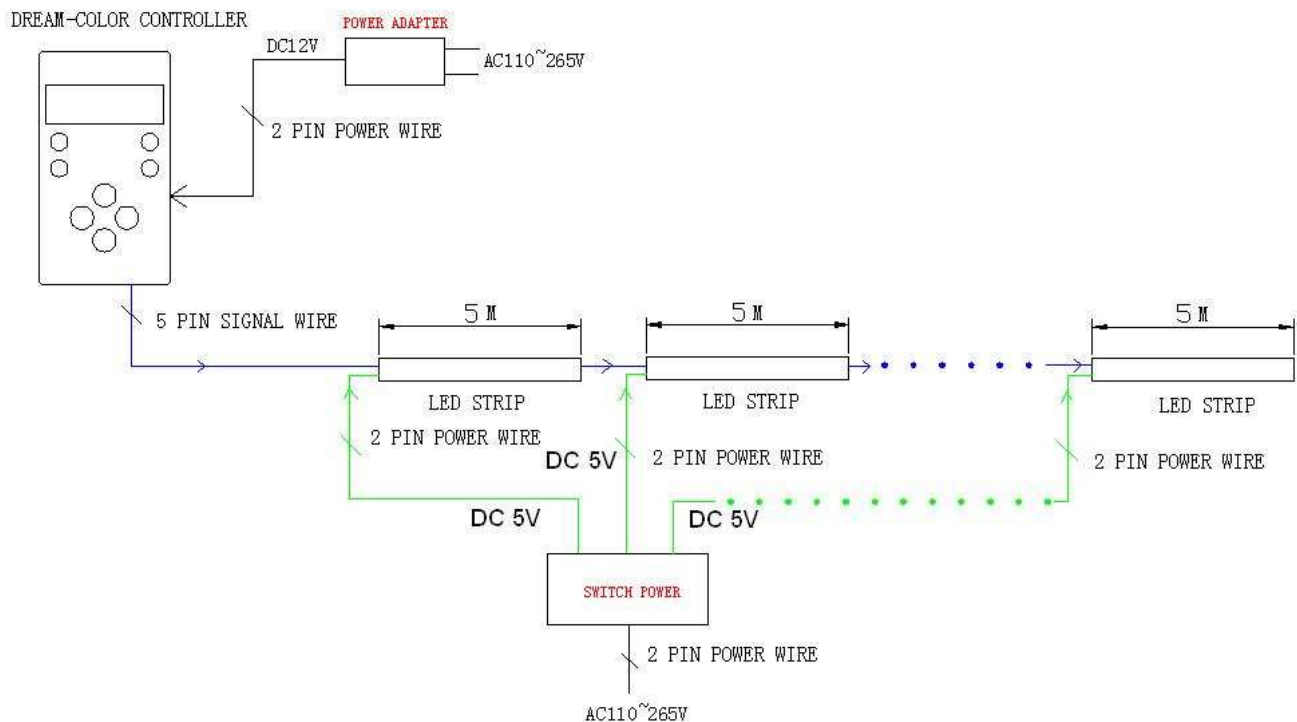 DREAM-COLOR CONTROLLER
POWER ADAPTER
DC12V
AC110~265V
2 PIN POWER WIRE
5 PIN SIGNAL WIRE
5 M
5 M
5 M
LED STRIP
LED STRIP
LED STRIP
2 PIN POWER WIRE
DC 5V
2 PIN POWER WIRE
2 PIN POWER WIRE
DC 5V
DC 5V
SWITCH POWER
2 PIN POWER WIRE
AC110~265V